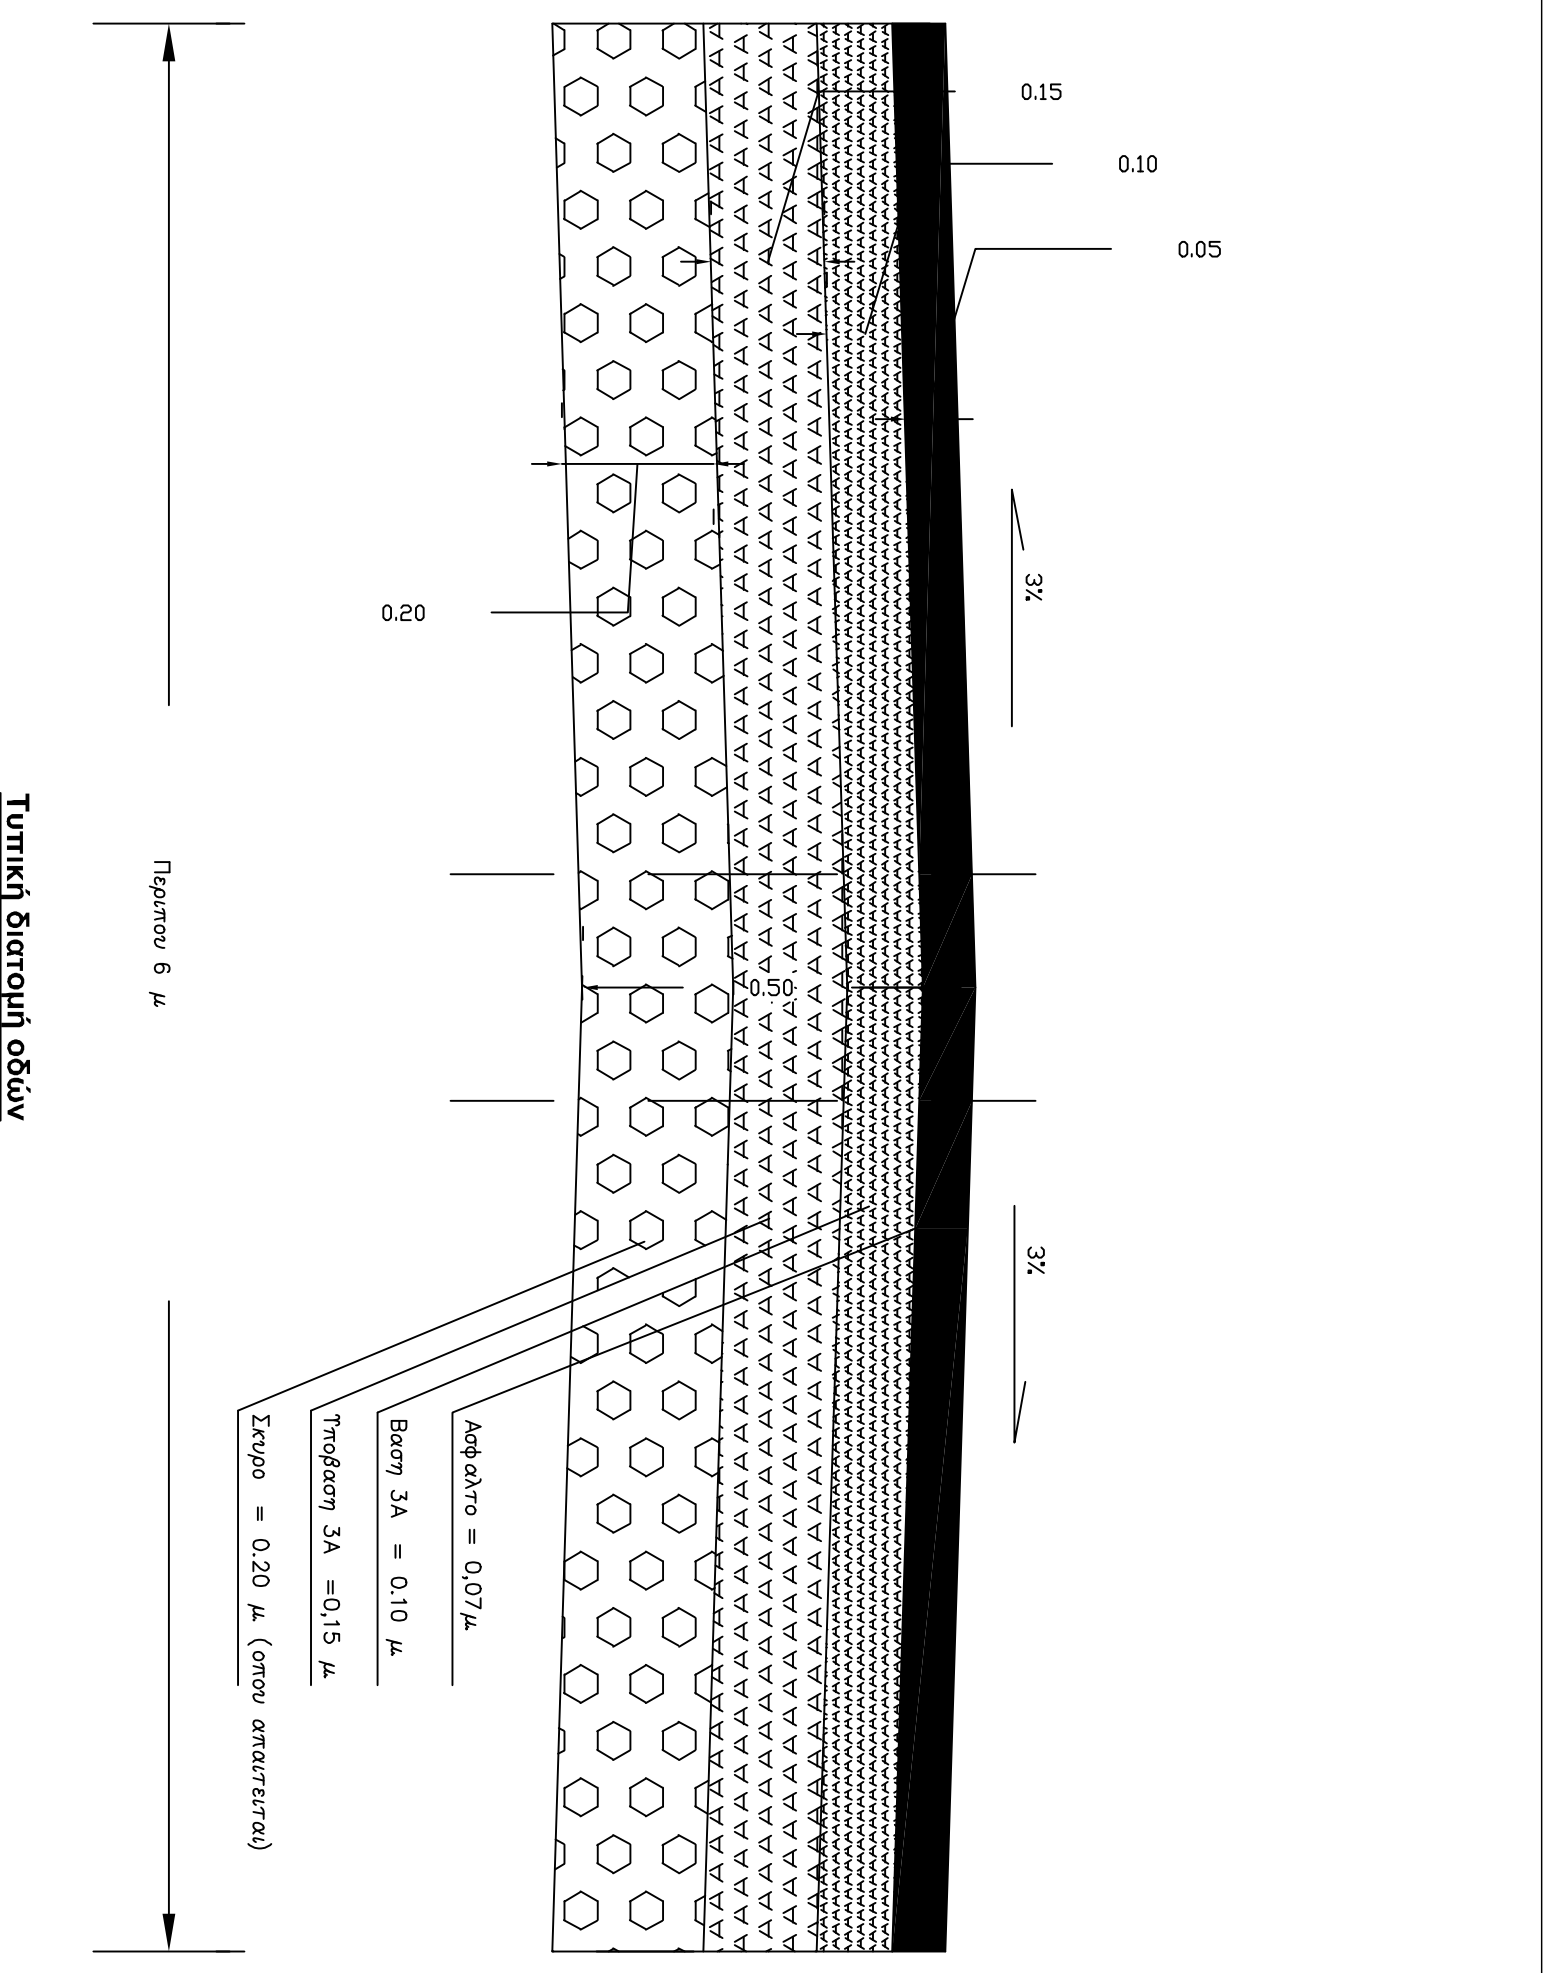 0.15
0.10
0.05
3%
3%
0.20
0.50
Ασφαλτο = 0,07μ.
Βαση 3Α = 0.10 μ.
Υποβαση 3Α =0,15 μ.
Σκυρο = 0.20 μ. (οπου απαιτειται)
Περιπου 6 μ
Τυπική διατομή οδών